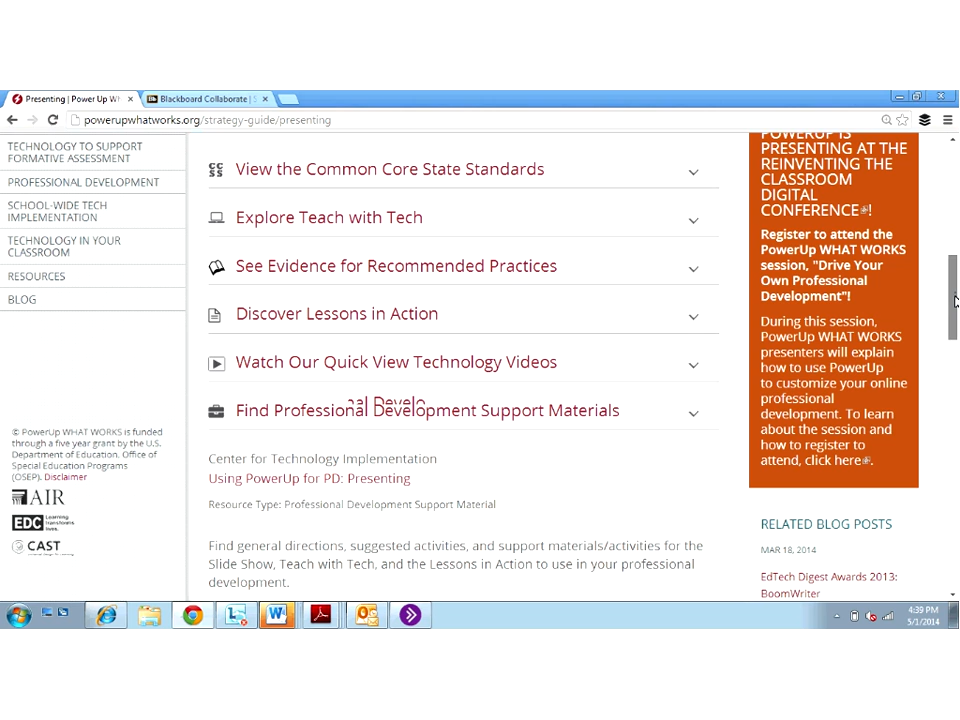 Presenting | Power Up W
Blackboard Collaborate |
powerupwhatworks.org/strategy-guide/presenting
TECHNOLOGY TO SUPPORT
FORMATIVE ASSESSMENT
PROFESSIONAL DEVELOPMENT
SCHOOL-WIDE TECH
IMPLEMENTATION
TECHNOLOGY IN YOUR
CLASSROOM
RESOURCES
BLOG
© PowerUp WHAT WORKS is funded
through a five year grant by the U.S.
Department of Education, Office of
Special Education Programs
(OSEP). Disclaimer
AIR
EDC Learning
transforms
lives.
CAST
View the Common Core State Standards
Explore Teach with Tech
See Evidence for Recommended Practices
Discover Lessons in Action
Watch Our Quick View Technology Videos
Find Professional Development Support Materials
Center for Technology Implementation
Using PowerUp for PD: Presenting
Resource Type: Professional Development Support Material
Find general directions, suggested activities, and support materials/activities for the
Slide Show, Teach with Tech, and the Lessons in Action to use in your professional
development.
POWERUP IS
PRESENTING AT THE
REINVENTING THE
CLASSROOM
DIGITAL
CONFERENCE!
Register to attend the
PowerUp WHAT WORKS
session, "Drive Your
Own Professional
Development"!
During this session,
PowerUp WHAT WORKS
presenters will explain
how to use PowerUp
to customize your online
professional
development. To learn
about the session and
how to register to
attend, click here.
RELATED BLOG POSTS
MAR 18, 2014
EdTech Digest Awards 2013:
BoomWriter
4:39 PM
5/1/2014